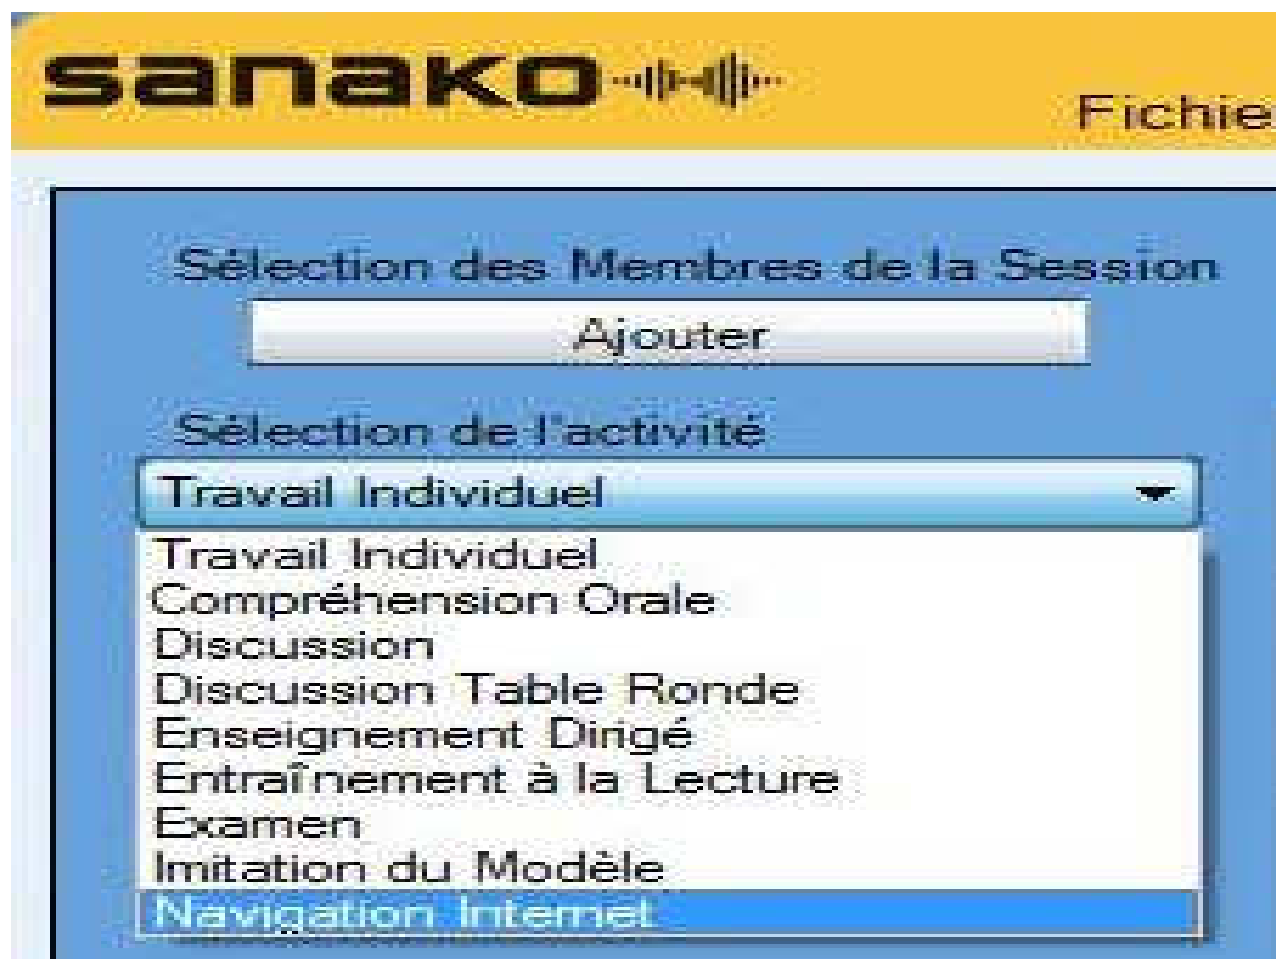 sanako
Fichie
Sélection des Membres de la Session
Ajouter
Sélection de l'activité
Travail Individuel
Travail Individuel
Compréhension Orale
Discussion
Discussion Table Ronde
Enseignement Dirigé
Entraînement à la Lecture
Examen
Imitation du Modèle
Navigation Internet